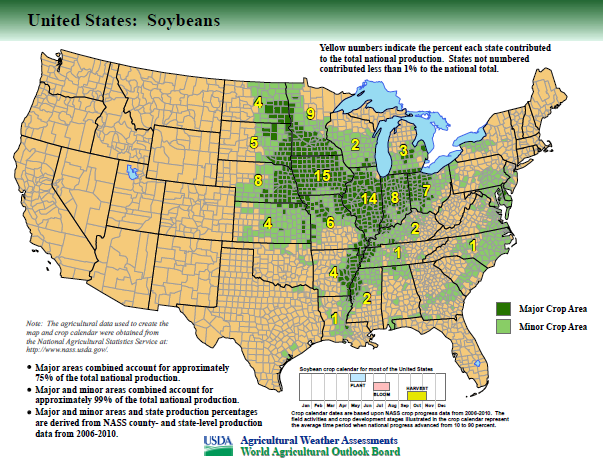 United States: Soybeans
Yellow numbers indicate the percent each state contributed
to the total national production. States not numbered
contributed less than 1% to the national total.
4
9
5
2
3
8
15
7
14
8
4
6
2
1
1
4
2
1
Major Crop Area
Minor Crop Area
Note: The agricultural data used to create the
map and crop calendar were obtained from
the National Agricultural Statistics Service at:
http://www.nass.usda.gov/.
• Major areas combined account for approximately
75% of the total national production.
• Major and minor areas combined account for
approximately 99% of the total national production.
• Major and minor areas and state production percentages
are derived from NASS county- and state-level production
data from 2006-2010.
Soybean crop calendar for most of the United States
PLANT
BLOOM
HARVEST
Jan Feb Mar Apr May Jun Jul Aug Sep Oct Nov Dec
Crop calendar dates are based upon NASS crop progress data from 2006-2010. The
field activities and crop development stages illustrated in the crop calendar represent
the average time period when national progress advanced from 10 to 90 percent.
USDA Agricultural Weather Assessments
World Agricultural Outlook Board